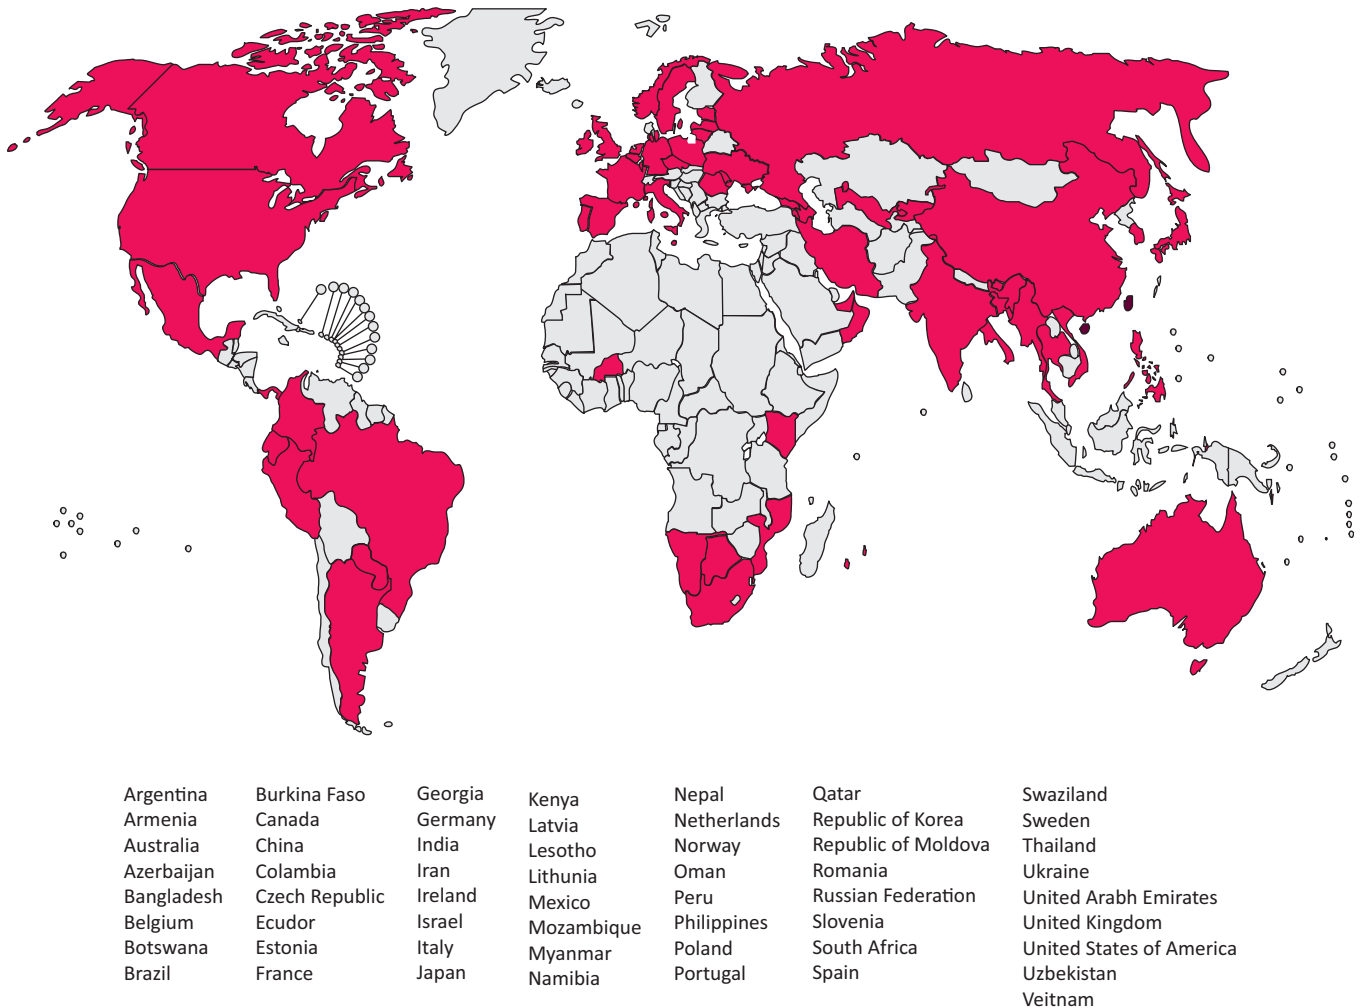 Argentina
Armenia
Australia
Azerbaijan
Bangladesh
Belgium
Botswana
Brazil
Burkina Faso
Canada
China
Colambia
Czech Republic
Ecudor
Estonia
France
Georgia
Germany
India
Iran
Ireland
Israel
Italy
Japan
Kenya
Latvia
Lesotho
Lithunia
Mexico
Mozambique
Myanmar
Namibia
Nepal
Netherlands
Norway
Oman
Peru
Philippines
Poland
Portugal
Qatar
Republic of Korea
Republic of Moldova
Romania
Russian Federation
Slovenia
South Africa
Spain
Swaziland
Sweden
Thailand
Ukraine
United Arabh Emirates
United Kingdom
United States of America
Uzbekistan
Veitnam